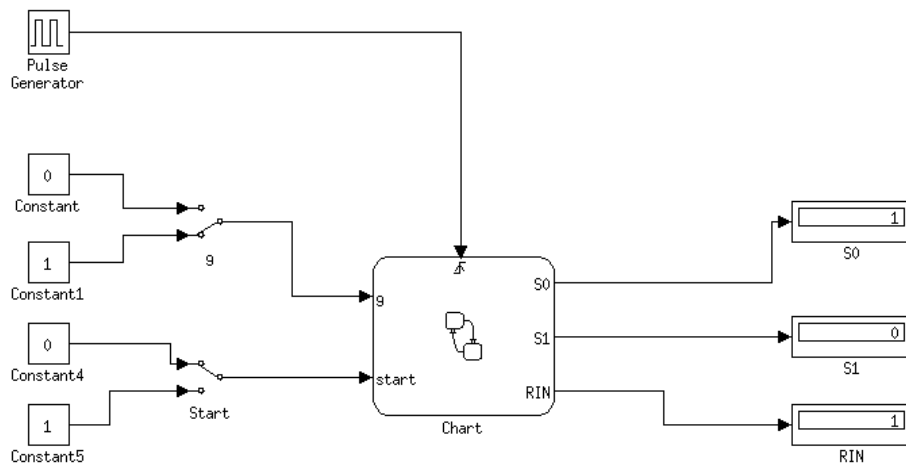 Pulse
Generator
0
Constant
1
Constant1
9
0
Constant4
1
Constant5
Start
9
start
S0
S1
RIN
Chart
1
S0
0
S1
1
RIN